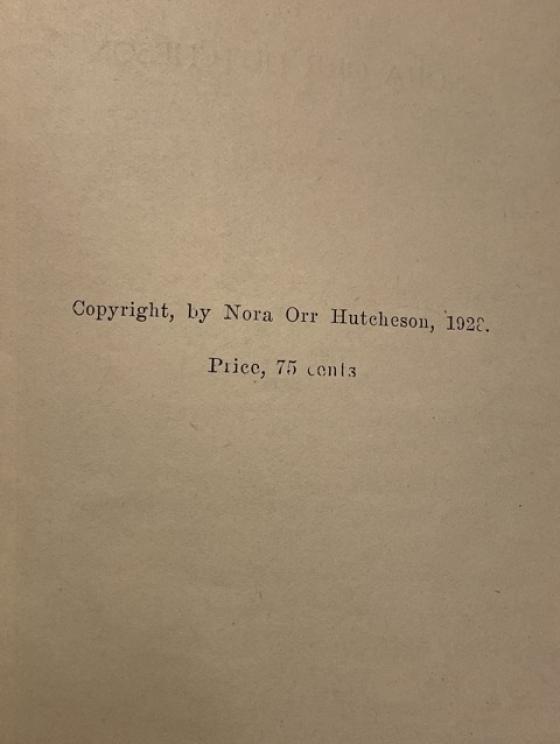 Copyright, by Nora Orr Hutcheson,
Price, 75 cents